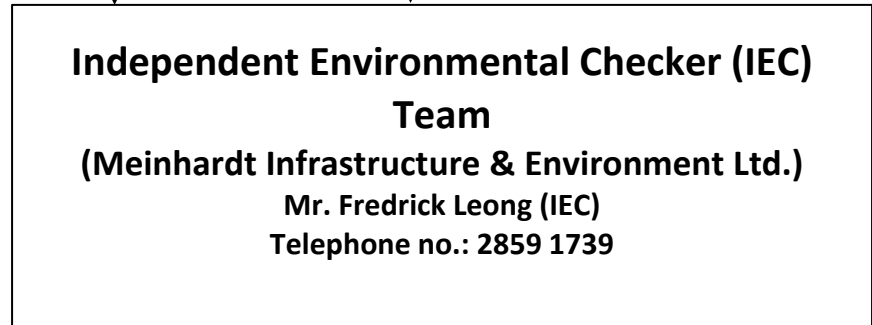 Independent Environmental Checker (IEC)
Team
(Meinhardt Infrastructure & Environment Ltd.)
Mr. Fredrick Leong (IEC)
Telephone no.: 2859 1739